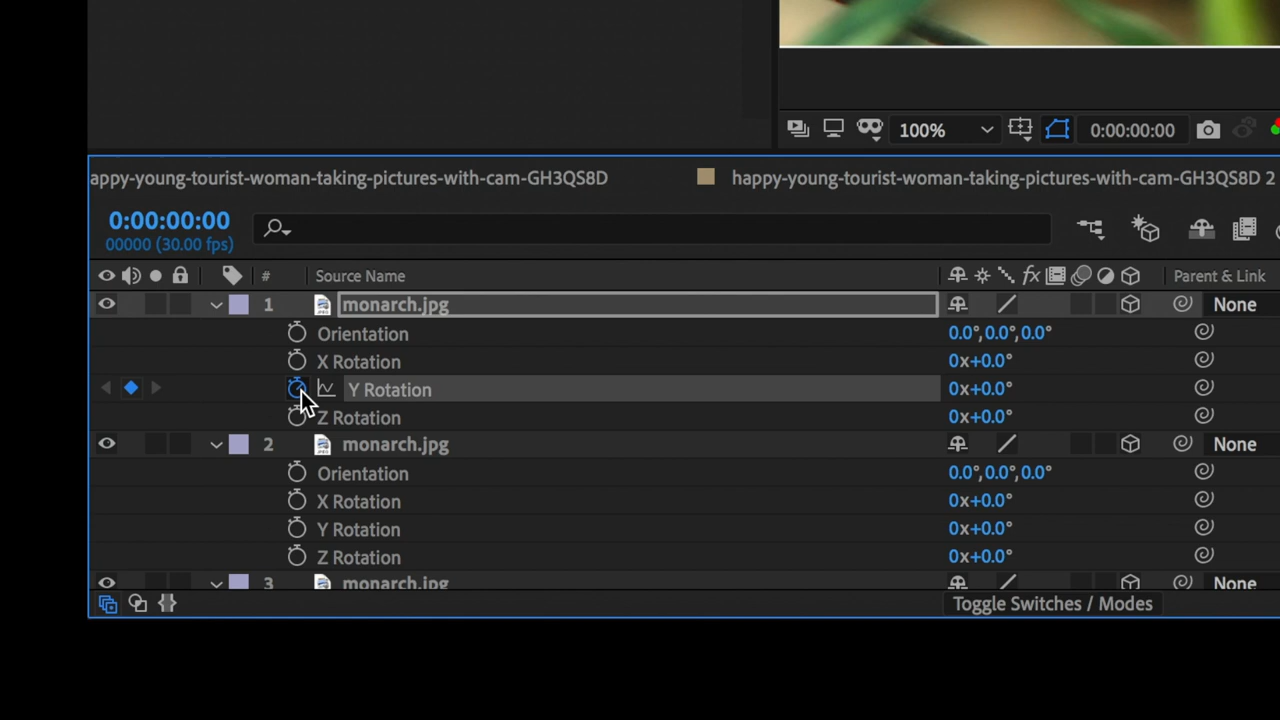 100%
0:00:00:00
appy-young-tourist-woman-taking-pictures-with-cam-GH3QS8D
happy-young-tourist-woman-taking-pictures-with-cam-GH3QS8D 2
0:00:00:00
00000 (30.00 fps)
# Source Name fx Parent & Link
1 monarch.jpg None
Orientation 0.0°,0.0°,0.0°
X Rotation 0x+0.0°
Y Rotation 0x+0.0°
Z Rotation 0x+0.0°
2 monarch.jpg None
Orientation 0.0°,0.0°,0.0°
X Rotation 0x+0.0°
Y Rotation 0x+0.0°
Z Rotation 0x+0.0°
3 monarch.jpg None
Toggle Switches / Modes